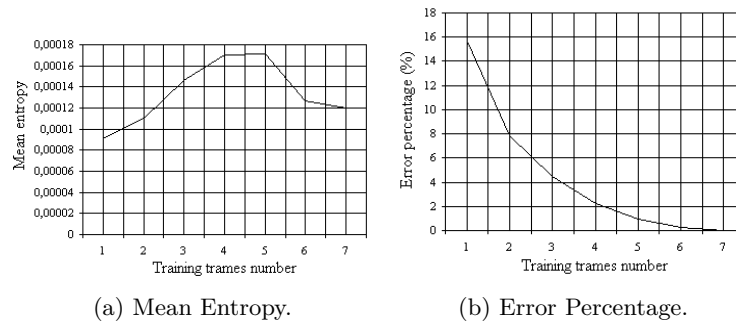 Mean entropy
0,00018
0,00016
0,00014
0,00012
0,0001
0,00008
0,00006
0,00004
0,00002
0
1 2 3 4 5 6 7
Training trames number
(a) Mean Entropy.
Error percentage (%)
18
16
14
12
10
8
6
4
2
0
1 2 3 4 5 6 7
Training trames number
(b) Error Percentage.